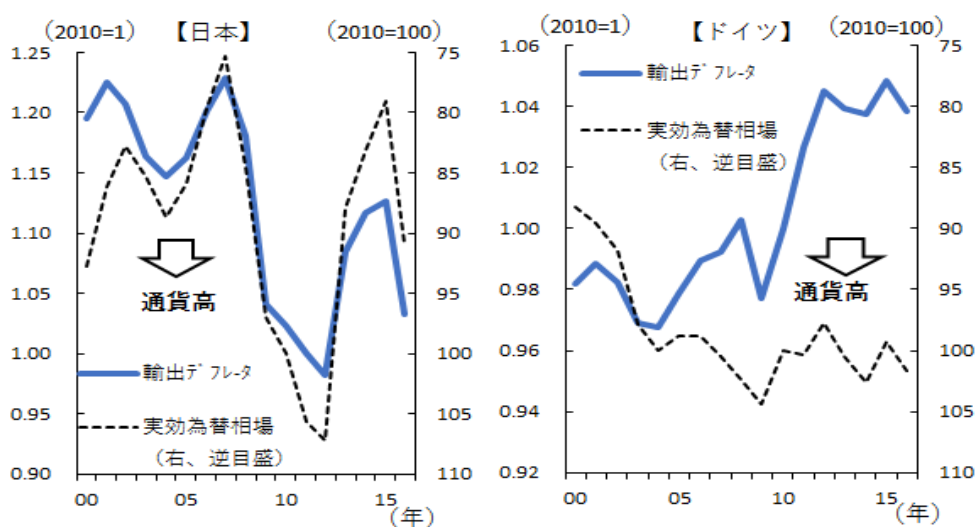 (2010=1) 【日本】 (2010=100)
1.25
1.20
1.15
1.10
1.05
1.00
0.95
0.90
75
80
85
90
95
100
105
110
通貨高
輸出ﾃﾞﾌﾚｰﾀ
実効為替相場
(右、逆目盛)
00 05 10 15
(年)
(2010=1) 【ドイツ】 (2010=100)
1.06
1.04
1.02
1.00
0.98
0.96
0.94
0.92
75
80
85
90
95
100
105
110
輸出ﾃﾞﾌﾚｰﾀ
実効為替相場
(右、逆目盛)
通貨高
00 05 10 15
(年)